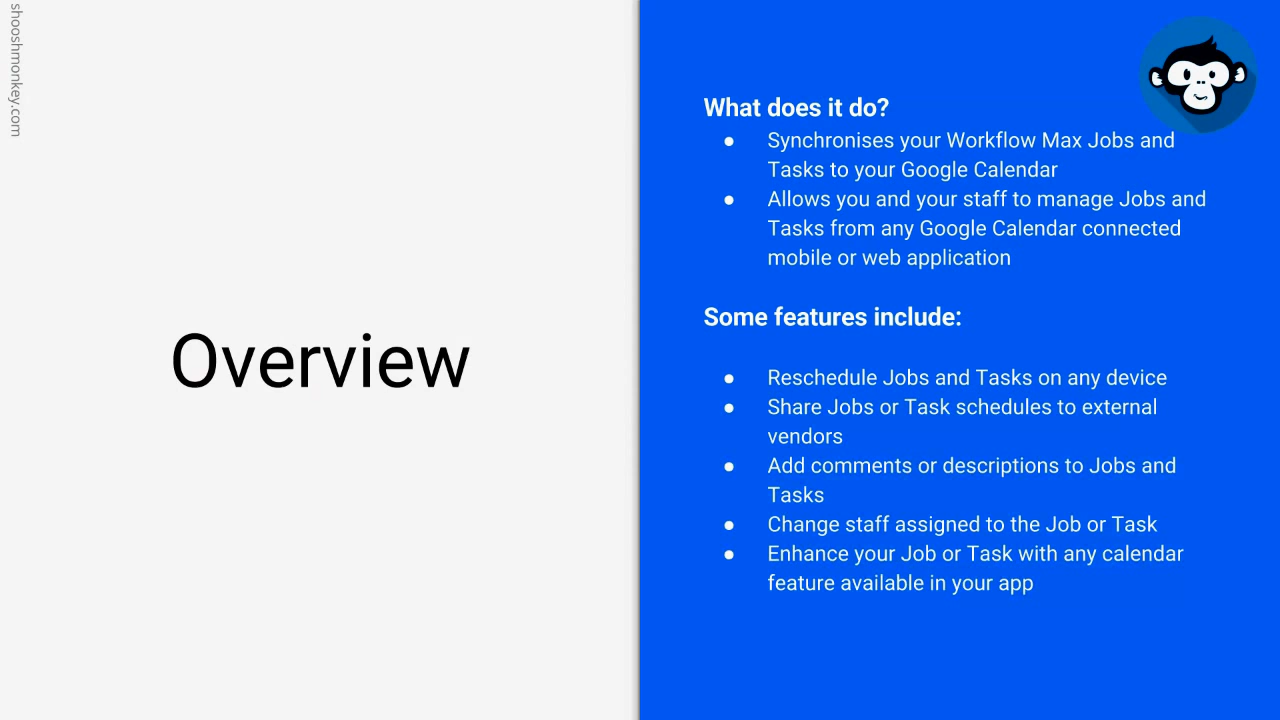 shooshmonkey.com
Overview
What does it do?
● Synchronises your Workflow Max Jobs and
Tasks to your Google Calendar
● Allows you and your staff to manage Jobs and
Tasks from any Google Calendar connected
mobile or web application
Some features include:
● Reschedule Jobs and Tasks on any device
● Share Jobs or Task schedules to external
vendors
● Add comments or descriptions to Jobs and
Tasks
● Change staff assigned to the Job or Task
● Enhance your Job or Task with any calendar
feature available in your app